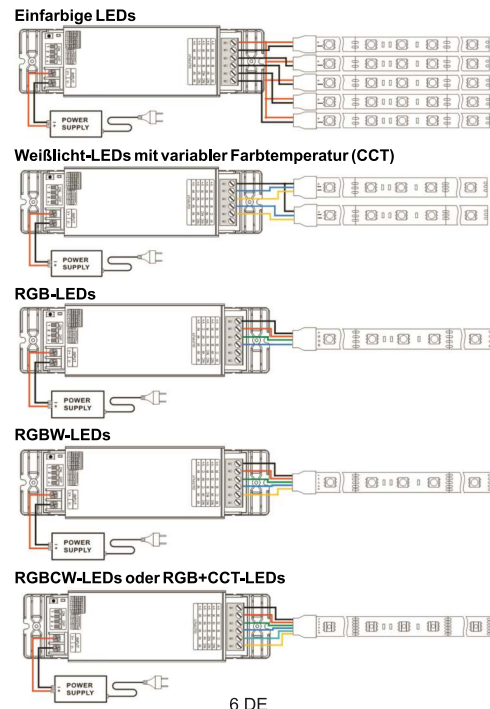 Einfarbige LEDs
POWER
SUPPLY
Weißlicht-LEDs mit variabler Farbtemperatur (CCT)
POWER
SUPPLY
RGB-LEDs
POWER
SUPPLY
RGBW-LEDs
POWER
SUPPLY
RGBCW-LEDs oder RGB+CCT-LEDs
POWER
SUPPLY
6 DE